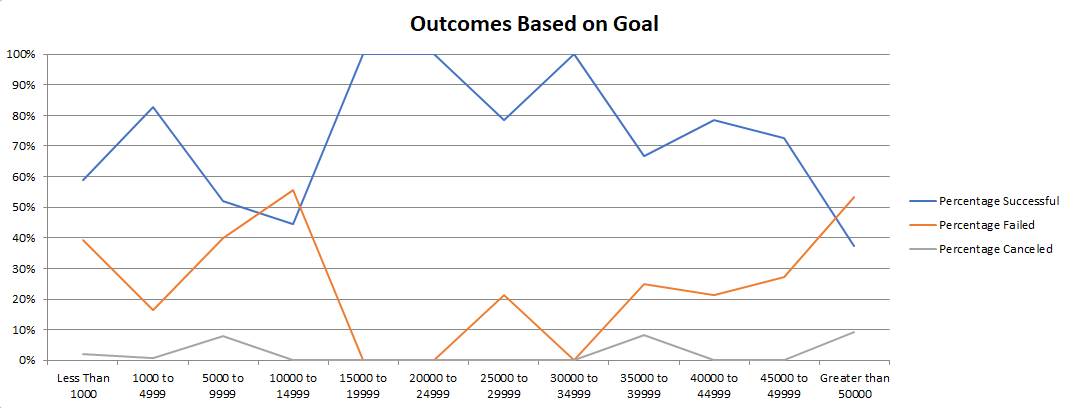 Outcomes Based on Goal
100%
90%
80%
70%
60%
50%
40%
30%
20%
10%
0%
Less Than
1000
1000 to
4999
5000 to
9999
10000 to
14999
15000 to
19999
20000 to
24999
25000 to
29999
30000 to
34999
35000 to
39999
40000 to
44999
45000 to
49999
Greater than
50000
Percentage Successful
Percentage Failed
Percentage Canceled